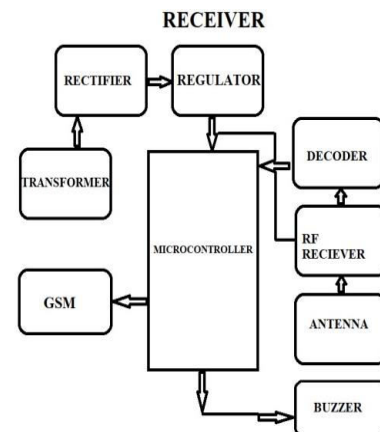 RECEIVER
RECTIFIER
REGULATOR
TRANSFORMER
DECODER
MICROCONTROLLER
RF
RECIEVER
GSM
ANTENNA
BUZZER